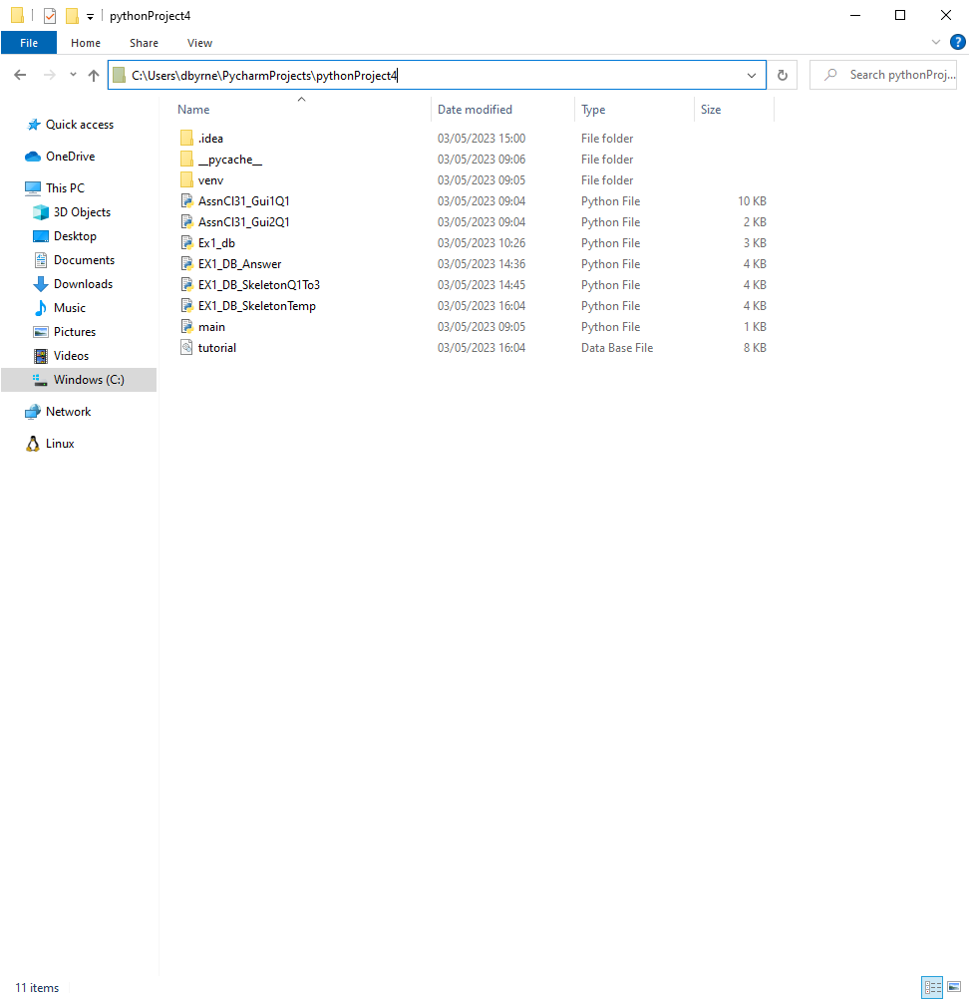 pythonProject4
File Home Share View
C:\Users\dbyrne\PycharmProjects\pythonProject4 Search pythonProj...
Name Date modified Type Size
Quick access
OneDrive
This PC
3D Objects
Desktop
Documents
Downloads
Music
Pictures
Videos
Windows (C:)
Network
Linux
.idea 03/05/2023 15:00 File folder
__pycache__ 03/05/2023 09:06 File folder
venv 03/05/2023 09:05 File folder
AssnCl31_Gui1Q1 03/05/2023 09:04 Python File 10 KB
AssnCl31_Gui2Q1 03/05/2023 09:04 Python File 2 KB
Ex1_db 03/05/2023 10:26 Python File 3 KB
EX1_DB_Answer 03/05/2023 14:36 Python File 4 KB
EX1_DB_SkeletonQ1To3 03/05/2023 14:45 Python File 4 KB
EX1_DB_SkeletonTemp 03/05/2023 16:04 Python File 4 KB
main 03/05/2023 09:05 Python File 1 KB
tutorial 03/05/2023 16:04 Data Base File 8 KB
11 items